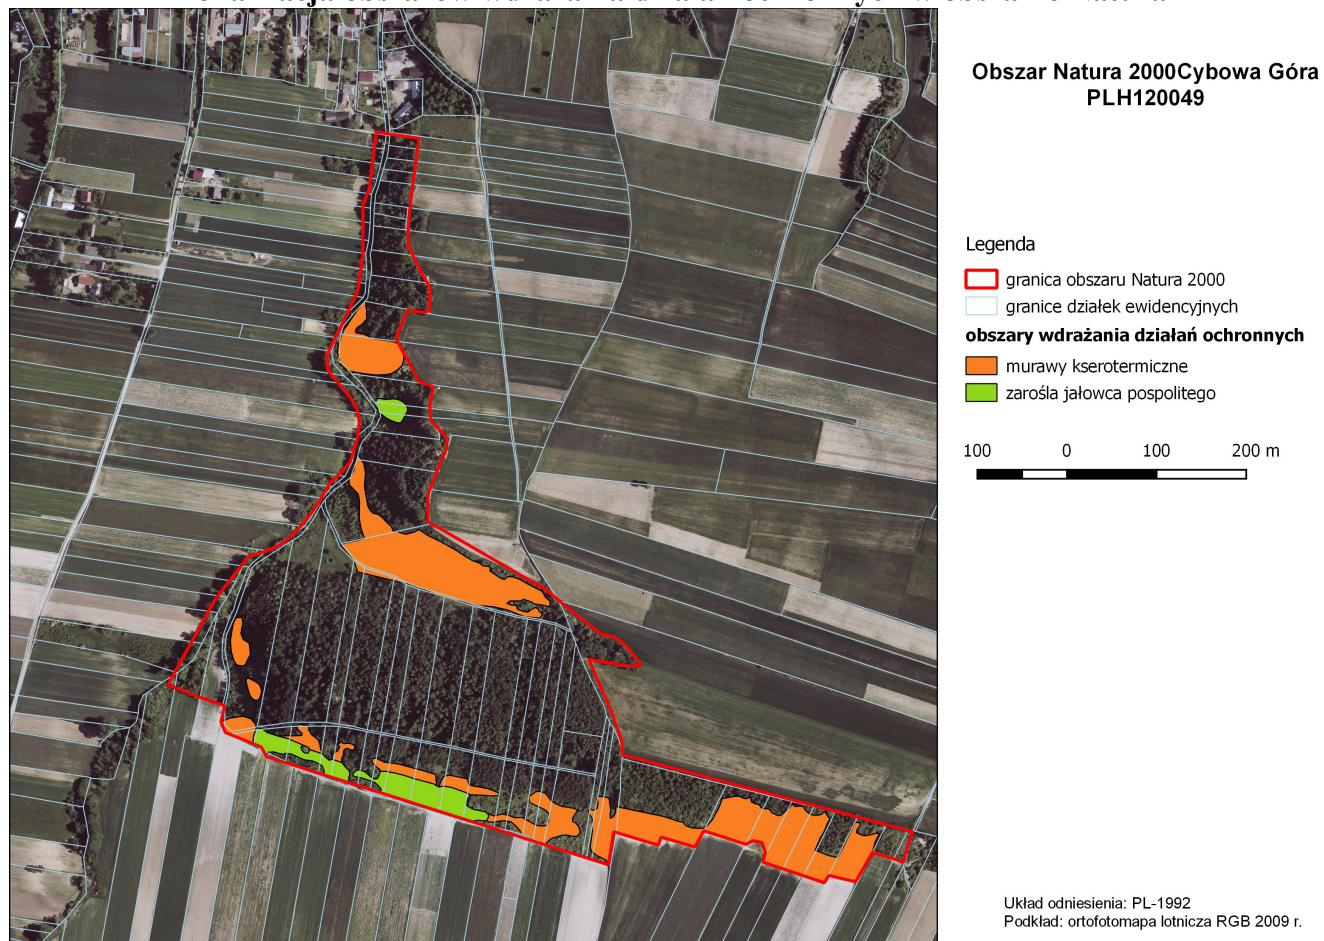 Obszar Natura 2000Cybowa Góra
PLH120049
Legenda
granica obszaru Natura 2000
granice działek ewidencyjnych
obszary wdrażania działań ochronnych
murawy kserotermiczne
zarośla jałowca pospolitego
100 0 100 200 m
Układ odniesienia: PL-1992
Podkład: ortofotomapa lotnicza RGB 2009 r.